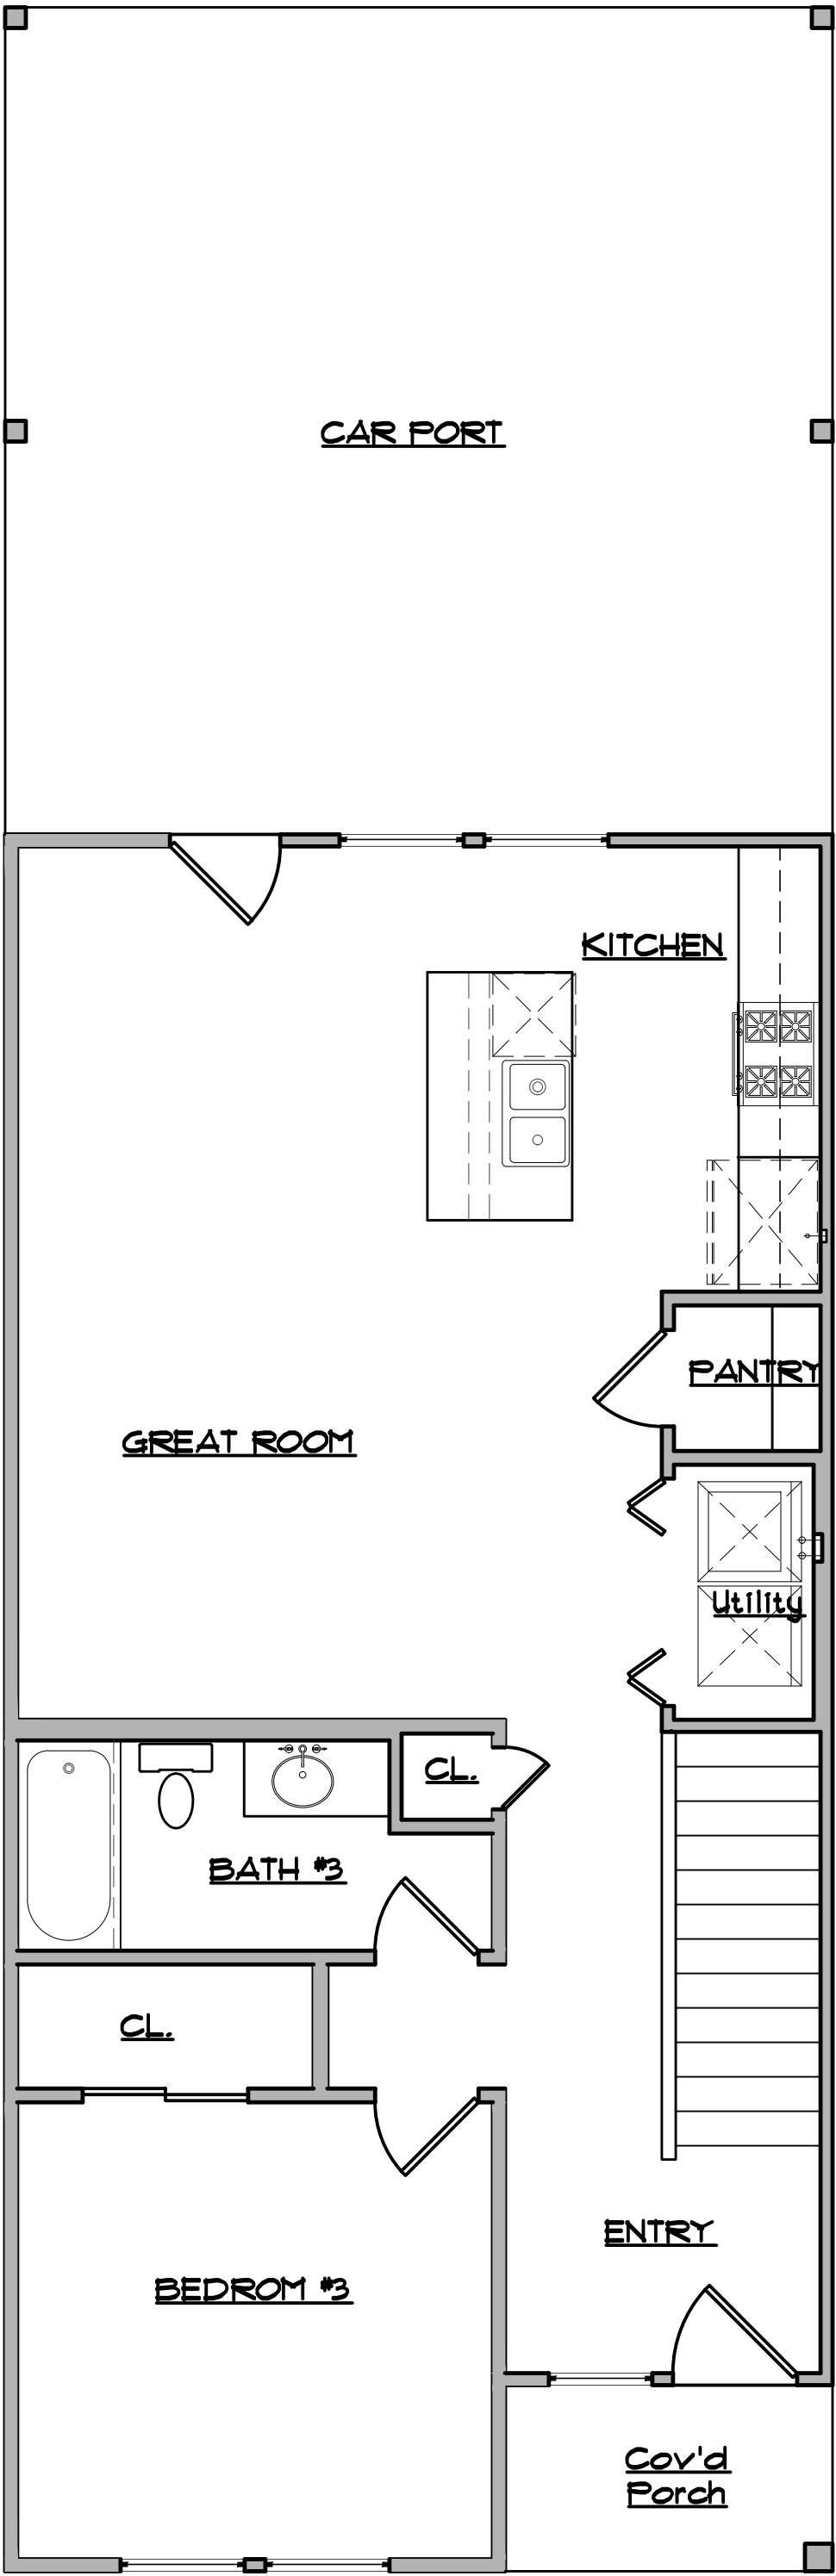 CAR PORT
KITCHEN
PANTRY
GREAT ROOM
Utility
CL.
BATH #3
CL.
ENTRY
BEDROM #3
Cov'd
Porch